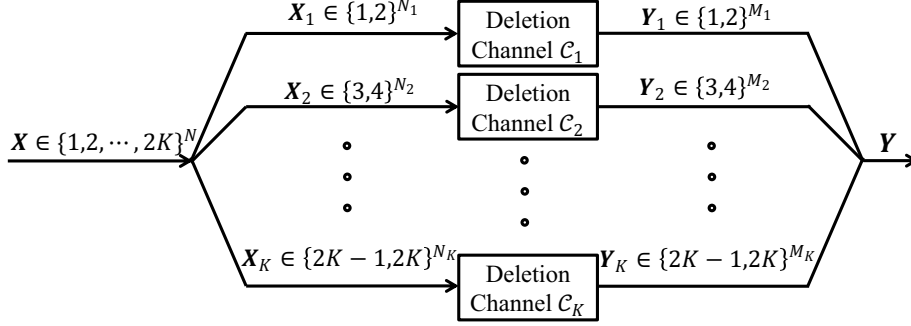 𝑿₁ ∈ {1,2}^{N₁} Deletion Channel 𝒞₁ 𝒀₁ ∈ {1,2}^{M₁}
𝑿₂ ∈ {3,4}^{N₂} Deletion Channel 𝒞₂ 𝒀₂ ∈ {3,4}^{M₂}
𝑿 ∈ {1,2,⋯,2K}^N 𝒀
𝑿_K ∈ {2K − 1,2K}^{N_K} Deletion Channel 𝒞_K 𝒀_K ∈ {2K − 1,2K}^{M_K}